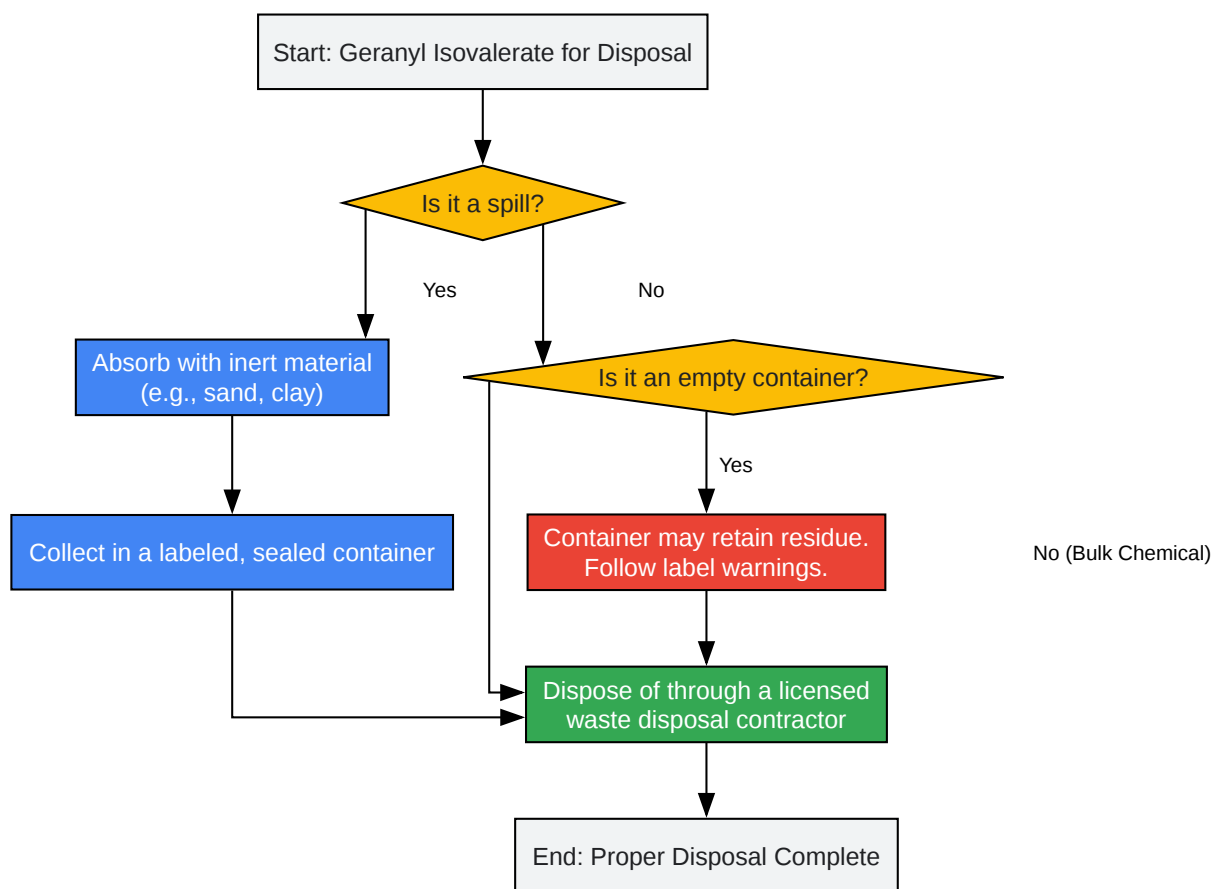 Start: Geranyl Isovalerate for Disposal
Is it a spill?
Yes
No
Absorb with inert material
(e.g., sand, clay)
Is it an empty container?
Yes
Collect in a labeled, sealed container
Container may retain residue.
Follow label warnings.
No (Bulk Chemical)
Dispose of through a licensed
waste disposal contractor
End: Proper Disposal Complete